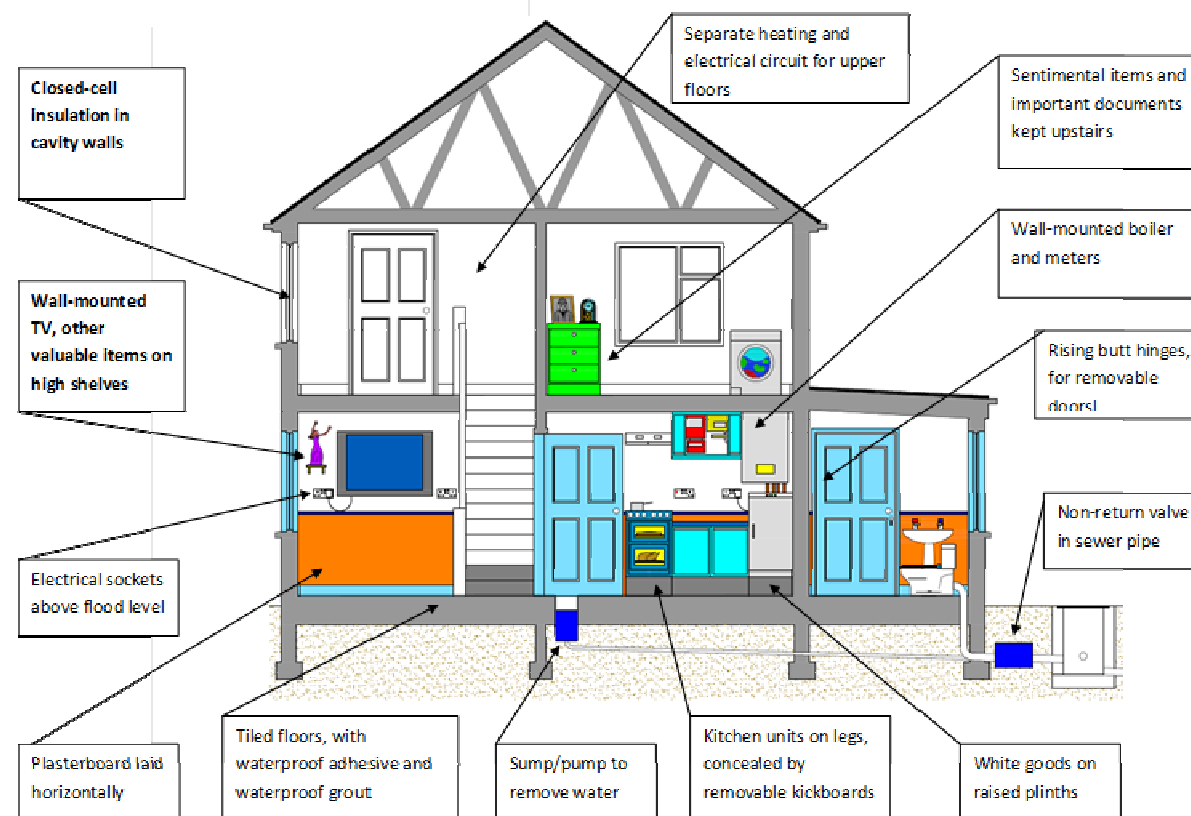 Separate heating and
electrical circuit for upper
floors
Sentimental items and
important documents
kept upstairs
Closed-cell
insulation in
cavity walls
Wall-mounted boiler
and meters
Wall-mounted
TV, other
valuable items on
high shelves
Rising butt hinges,
for removable
doors!
Non-return valve
in sewer pipe
Electrical sockets
above flood level
Plasterboard laid
horizontally
Tiled floors, with
waterproof adhesive and
waterproof grout
Sump/pump to
remove water
Kitchen units on legs,
concealed by
removable kickboards
White goods on
raised plinths